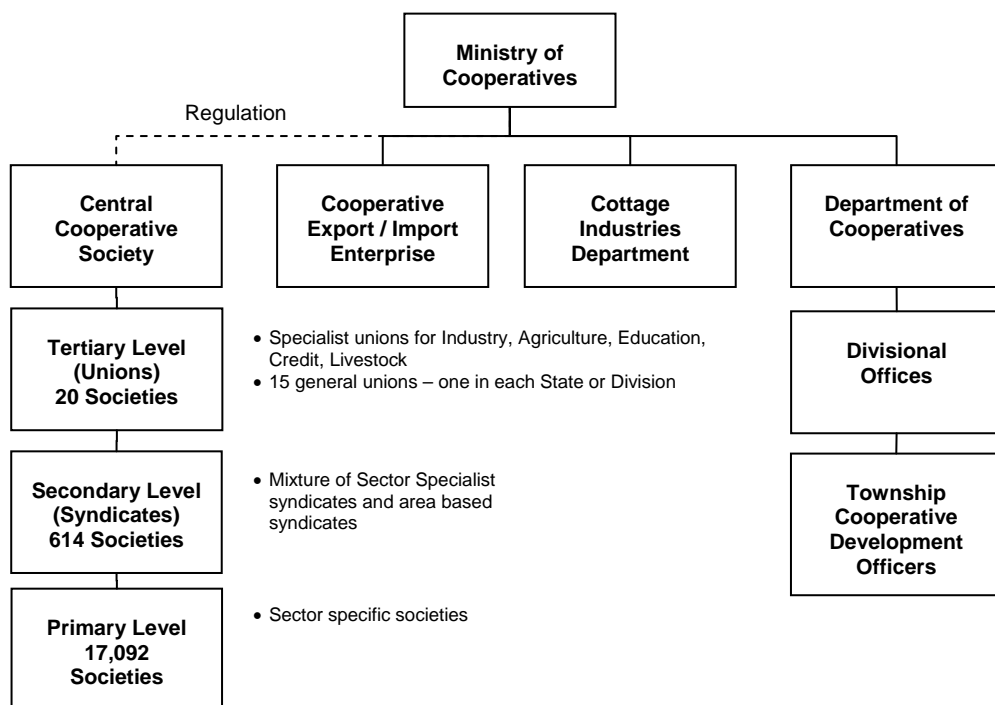 Ministry of
Cooperatives
Regulation
Central
Cooperative
Society
Cooperative
Export / Import
Enterprise
Cottage
Industries
Department
Department of
Cooperatives
Tertiary Level
(Unions)
20 Societies
• Specialist unions for Industry, Agriculture, Education,
Credit, Livestock
• 15 general unions – one in each State or Division
Divisional
Offices
Secondary Level
(Syndicates)
614 Societies
• Mixture of Sector Specialist
syndicates and area based
syndicates
Township
Cooperative
Development
Officers
Primary Level
17,092
Societies
• Sector specific societies